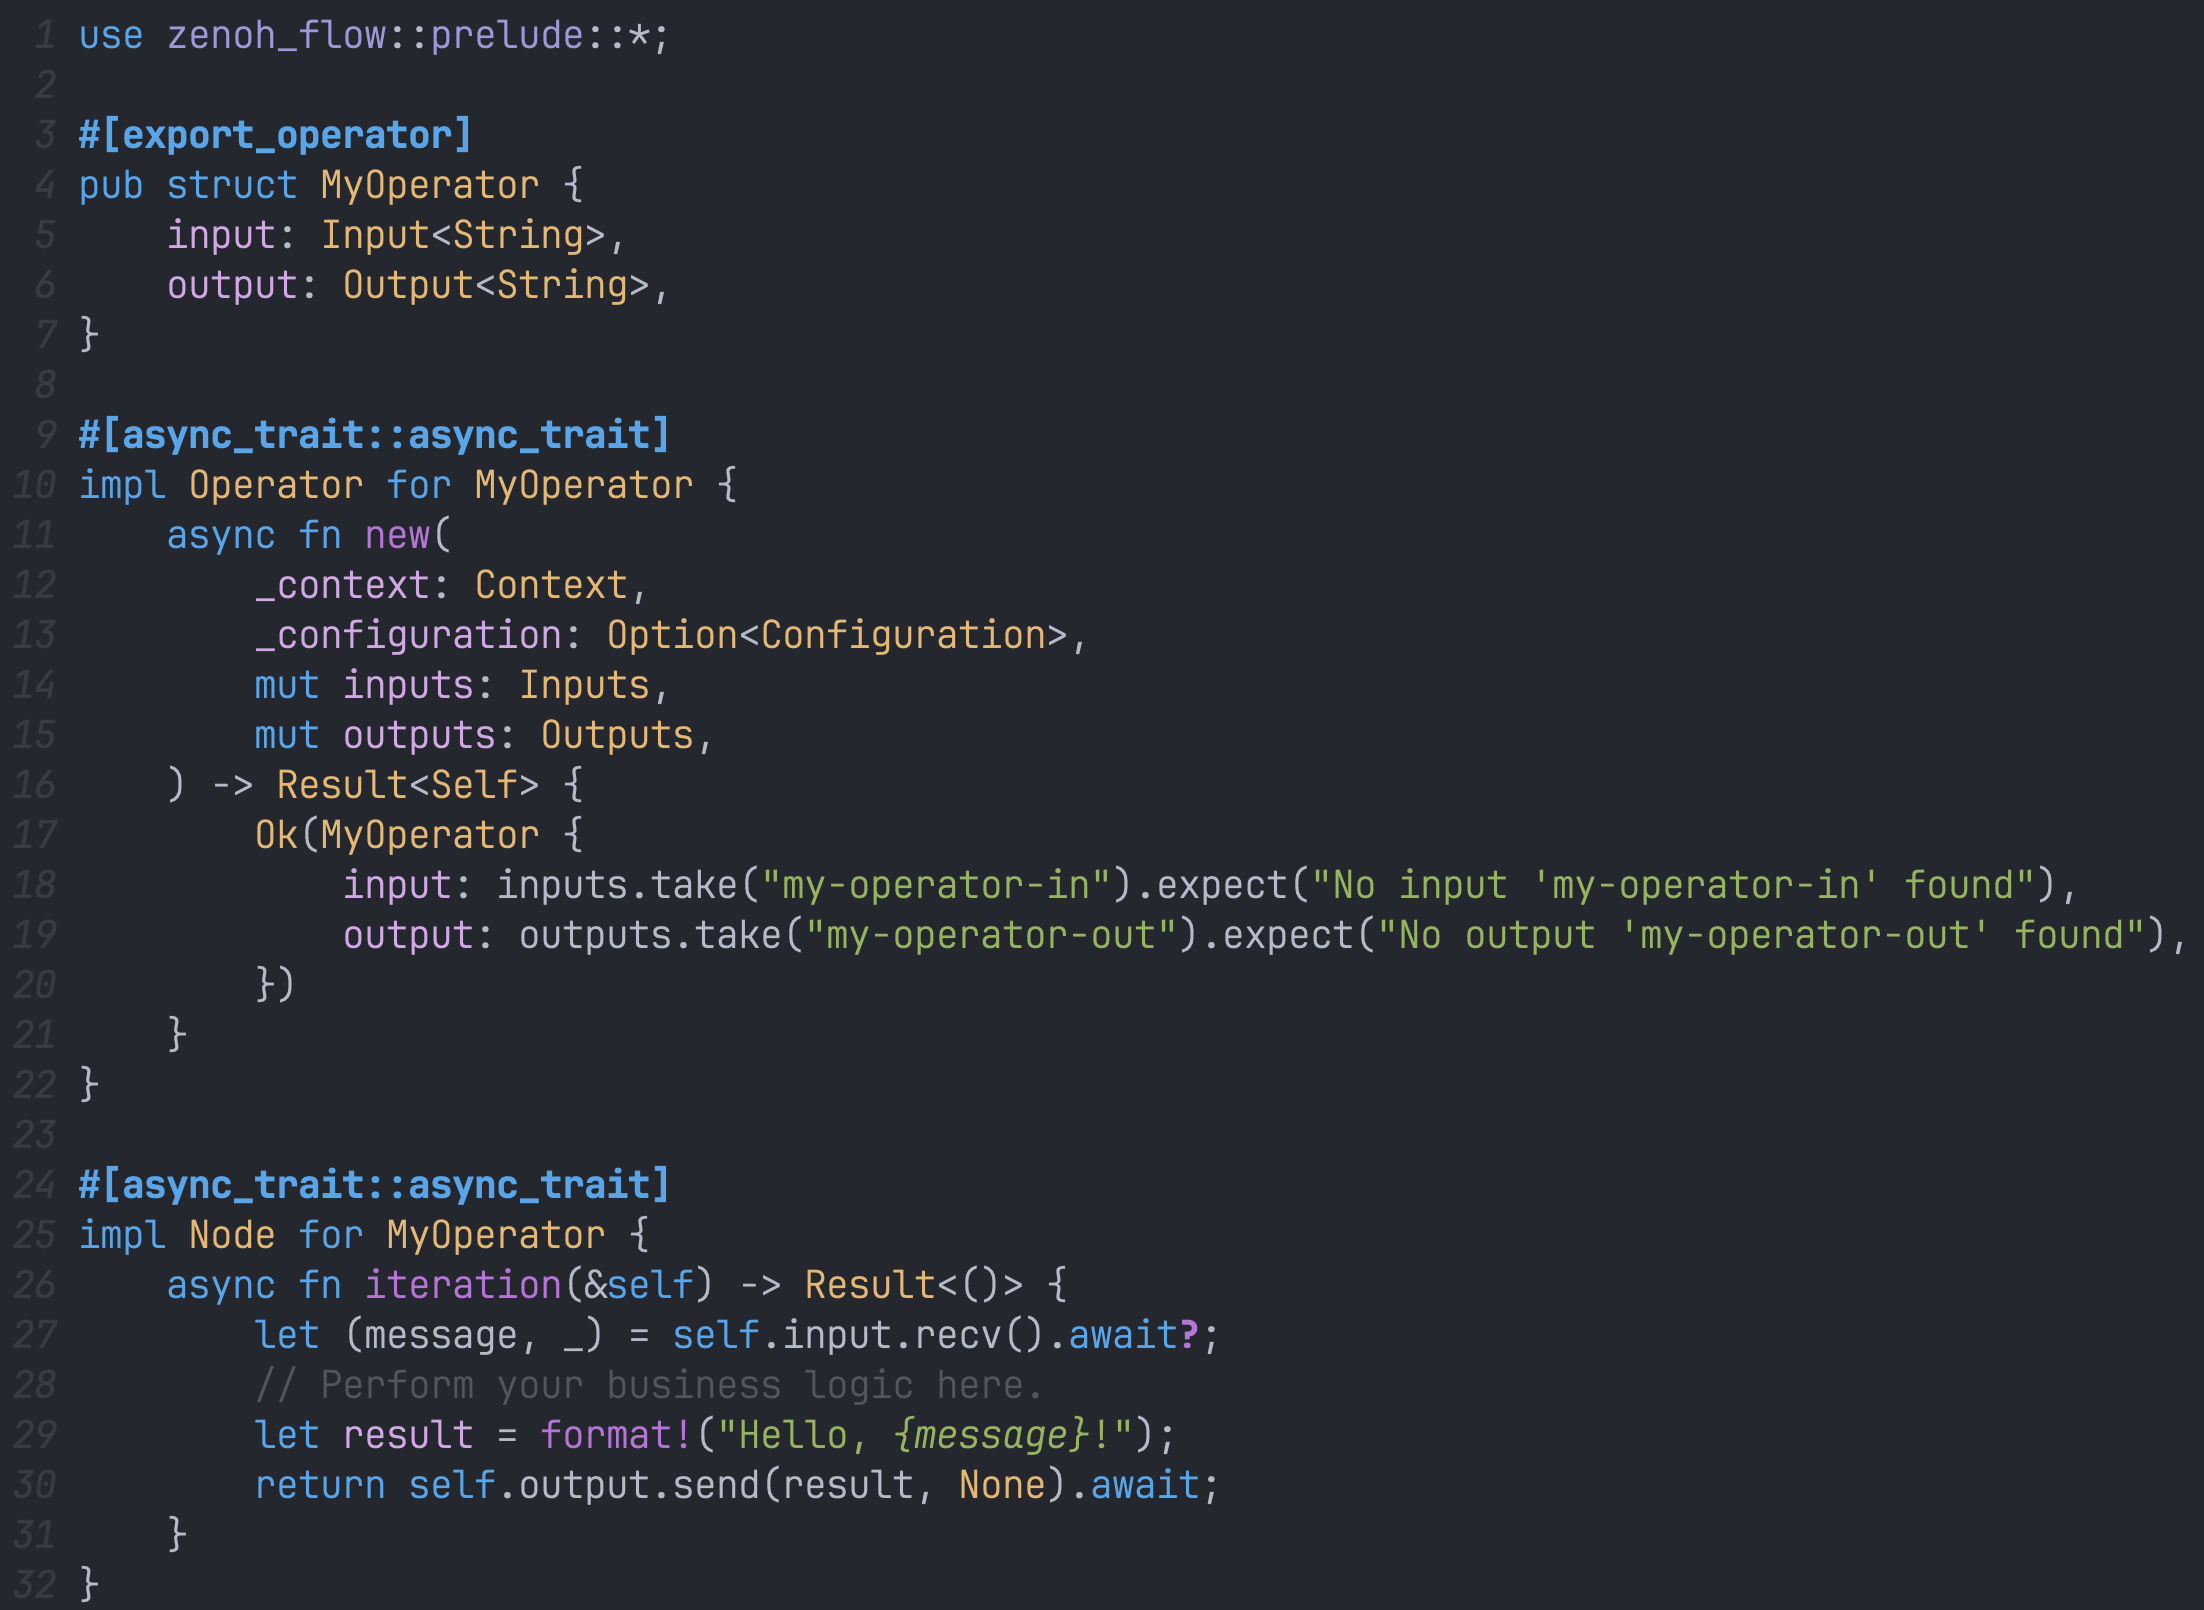 1 use zenoh_flow::prelude::*;
2
3 #[export_operator]
4 pub struct MyOperator {
5     input: Input<String>,
6     output: Output<String>,
7 }
8
9 #[async_trait::async_trait]
10 impl Operator for MyOperator {
11     async fn new(
12         _context: Context,
13         _configuration: Option<Configuration>,
14         mut inputs: Inputs,
15         mut outputs: Outputs,
16     ) -> Result<Self> {
17         Ok(MyOperator {
18             input: inputs.take("my-operator-in").expect("No input 'my-operator-in' found"),
19             output: outputs.take("my-operator-out").expect("No output 'my-operator-out' found"),
20         })
21     }
22 }
23
24 #[async_trait::async_trait]
25 impl Node for MyOperator {
26     async fn iteration(&self) -> Result<()> {
27         let (message, _) = self.input.recv().await?;
28         // Perform your business logic here.
29         let result = format!("Hello, {message}!");
30         return self.output.send(result, None).await;
31     }
32 }